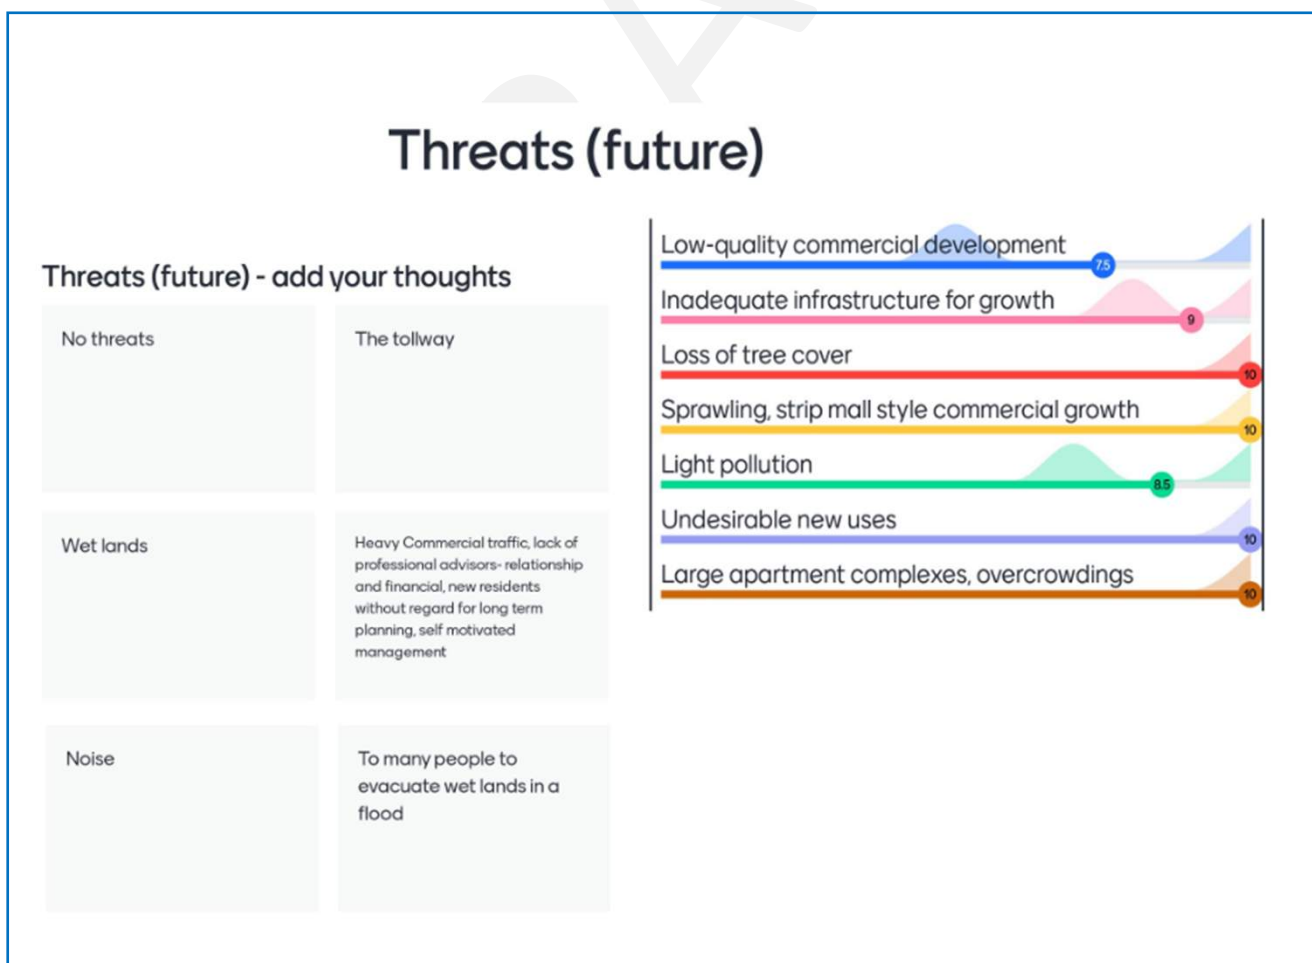 Threats (future)
Threats (future) - add your thoughts
No threats
The tollway
Wet lands
Heavy Commercial traffic, lack of
professional advisors- relationship
and financial, new residents
without regard for long term
planning, self motivated
management
Noise
To many people to
evacuate wet lands in a
flood
Low-quality commercial development
7.5
Inadequate infrastructure for growth
9
Loss of tree cover
10
Sprawling, strip mall style commercial growth
10
Light pollution
8.5
Undesirable new uses
10
Large apartment complexes, overcrowdings
10